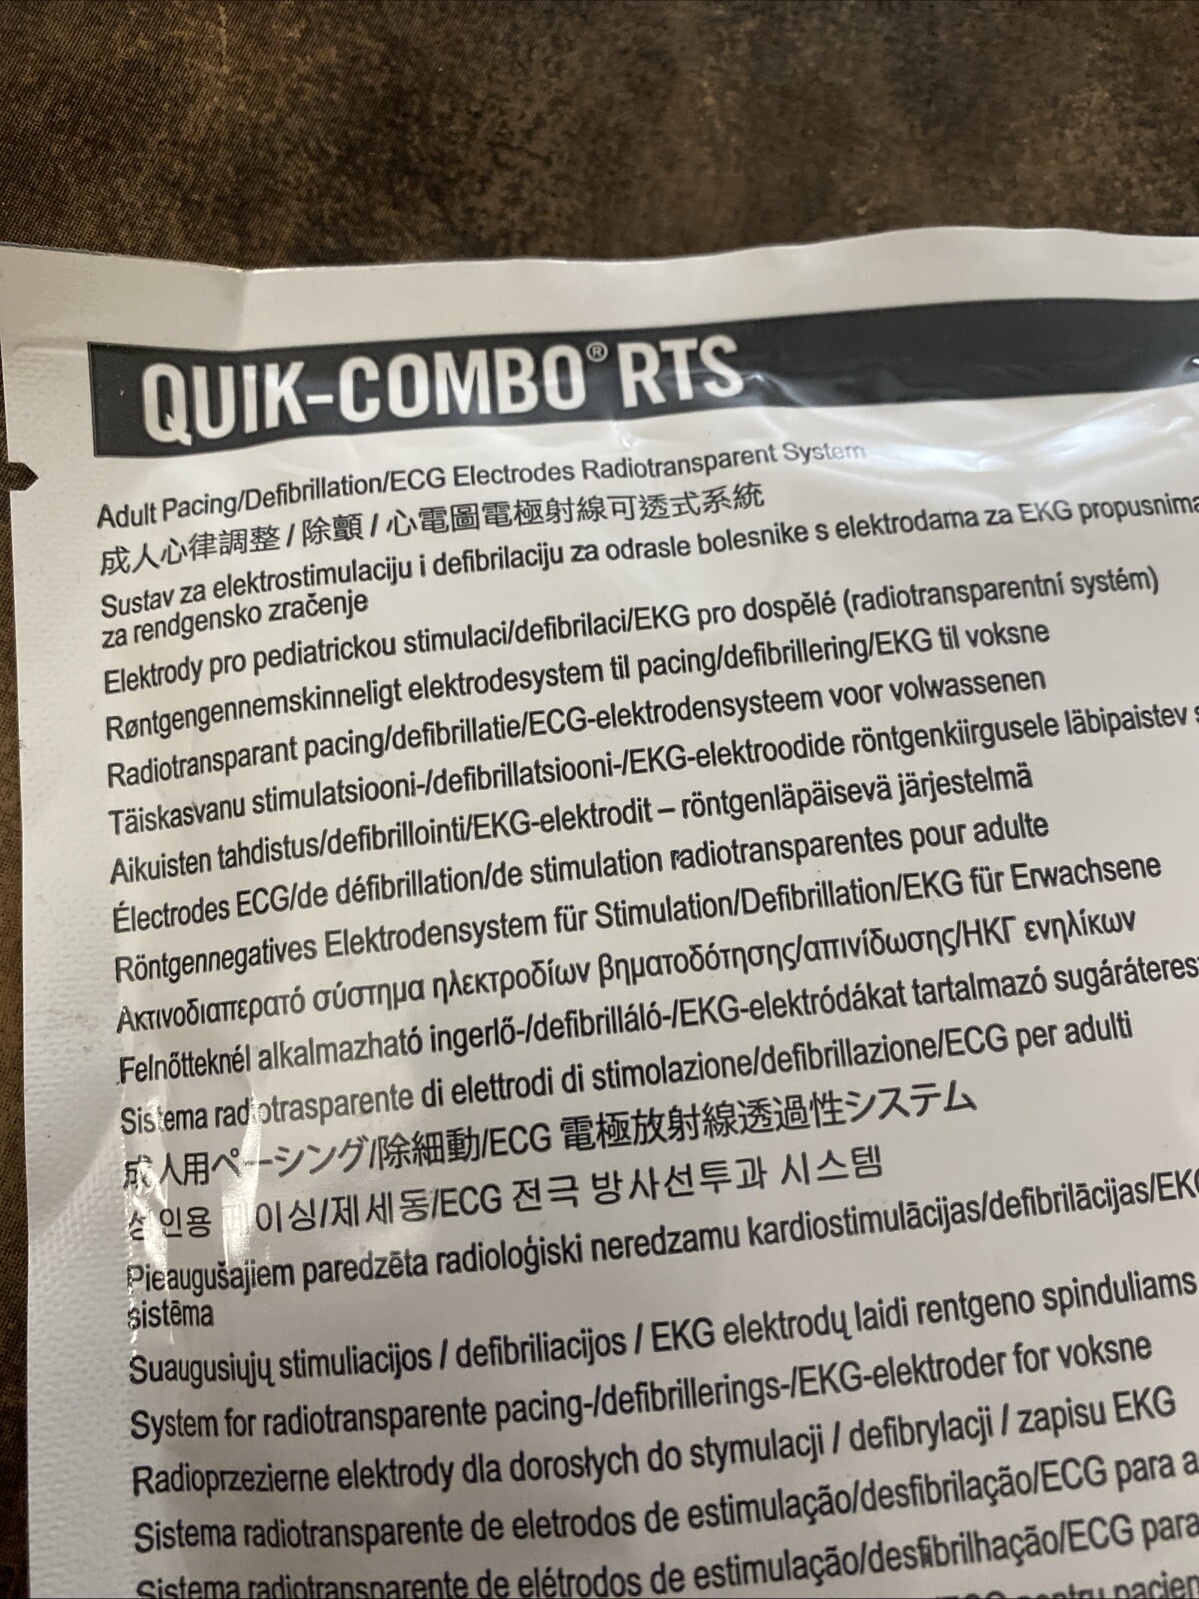 QUIK-COMBO® RTS
Adult Pacing/Defibrillation/ECG Electrodes Radiotransparent System
成人心律調整 / 除顫 / 心電圖電極射線可透式系統
Sustav za elektrostimulaciju i defibrilaciju za odrasle bolesnike s elektrodama za EKG
za rendgensko zračenje
Elektrody pro pediatrickou stimulaci/defibrilaci/EKG pro dospělé (radiotransparentní systém)
Røntgengennemskinneligt elektrodesystem til pacing/defibrillering/EKG til voksne
Radiotransparant pacing/defibrillatie/ECG-elektrodensysteem voor volwassenen
Täiskasvanu stimulatsiooni-/defibrillatsiooni-/EKG-elektroodide röntgenkiirgusele läbipaistev
Aikuisten tahdistus/defibrillointi/EKG-elektrodit – röntgenläpäisevä järjestelmä
Électrodes ECG/de défibrillation/de stimulation radiotransparentes pour adulte
Röntgennegatives Elektrodensystem für Stimulation/Defibrillation/EKG für Erwachsene
Ακτινοδιαπερατό σύστημα ηλεκτροδίων βηματοδότησης/απινίδωσης/ΗΚΓ ενηλίκων
Felnőtteknél alkalmazható ingerlő-/defibrilláló-/EKG-elektródákat tartalmazó
Sistema radiotrasparente di elettrodi di stimolazione/defibrillazione/ECG per adulti
成人用ペーシング/除細動/ECG 電極放射線透過性システム
성인용 페이싱/제세동/ECG 전극 방사선투과 시스템
Pieaugušajiem paredzēta radioloģiski neredzamu kardiostimulācijas/defibrilācijas/EKG
sistēma
Suaugusiųjų stimuliacijos / defibriliacijos / EKG elektrodų laidi rentgeno spinduliams
System for radiotransparente pacing-/defibrillerings-/EKG-elektroder for voksne
Radioprzezierne elektrody dla dorosłych do stymulacji / defibrylacji / zapisu EKG
Sistema radiotransparente de eletrodos de estimulação/desfibrilação/ECG para
Sistema radiotransparente de elétrodos de estimulação/desfibrilhação/ECG para
pentru